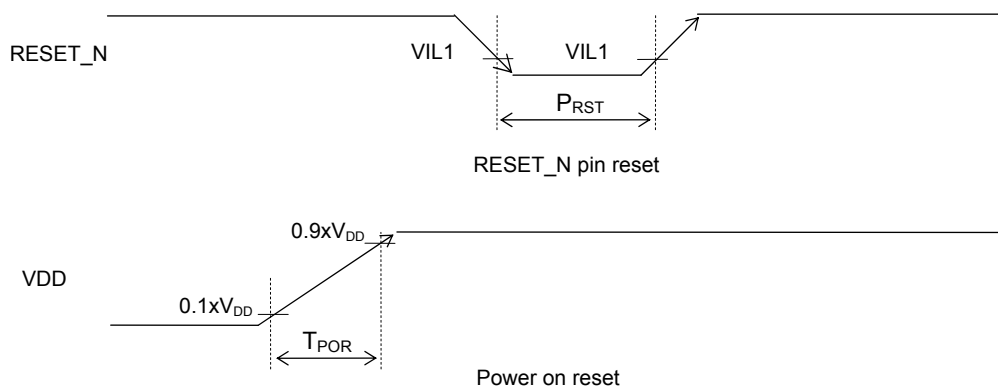 RESET_N
VIL1
VIL1
PRST
RESET_N pin reset
0.9xVDD
VDD
0.1xVDD
TPOR
Power on reset